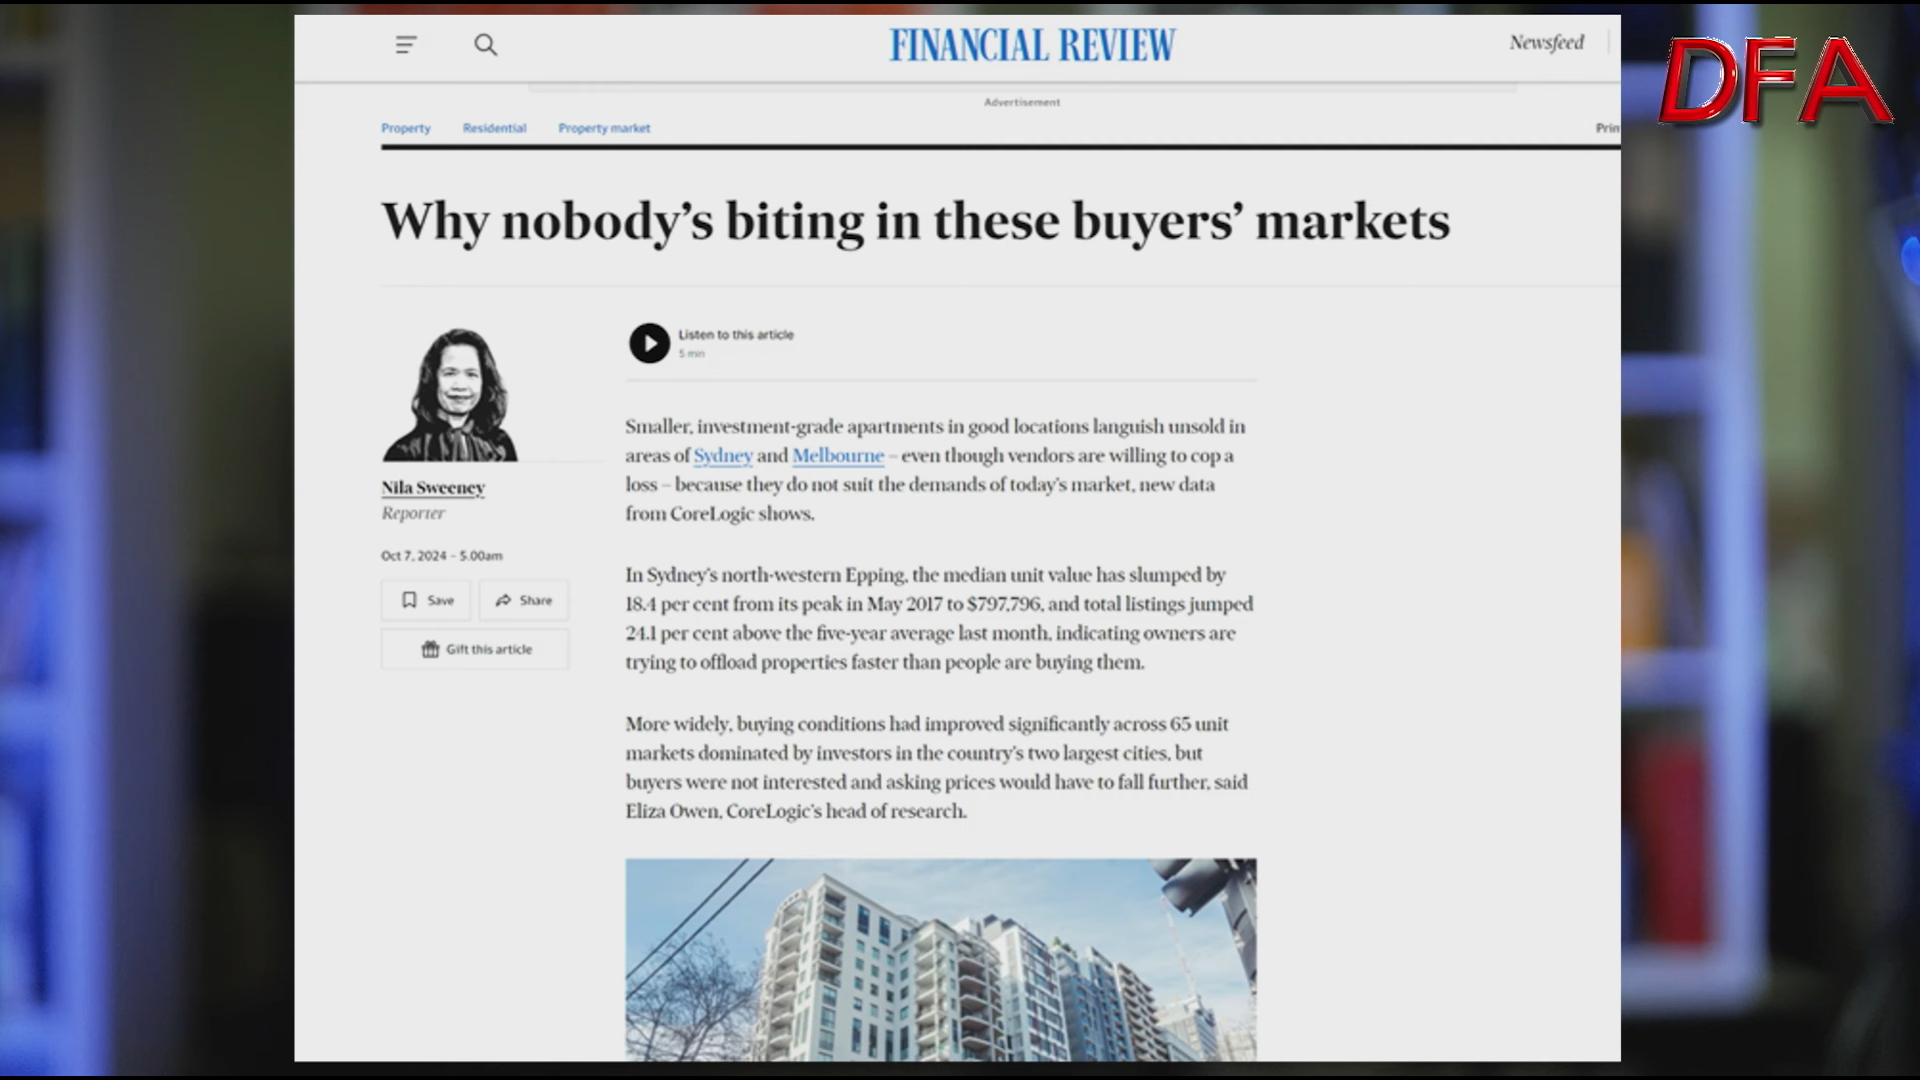 FINANCIAL REVIEW
Newsfeed
DFA
Advertisement
Property
Residential
Property market
Prin
Why nobody’s biting in these buyers’ markets
Listen to this article
5 min
Nila Sweeney
Reporter
Oct 7, 2024 – 5.00am
Save
Share
Gift this article
Smaller, investment-grade apartments in good locations languish unsold in
areas of Sydney and Melbourne – even though vendors are willing to cop a
loss – because they do not suit the demands of today’s market, new data
from CoreLogic shows.
In Sydney’s north-western Epping, the median unit value has slumped by
18.4 per cent from its peak in May 2017 to $797,796, and total listings jumped
24.1 per cent above the five-year average last month, indicating owners are
trying to offload properties faster than people are buying them.
More widely, buying conditions had improved significantly across 65 unit
markets dominated by investors in the country’s two largest cities, but
buyers were not interested and asking prices would have to fall further, said
Eliza Owen, CoreLogic’s head of research.